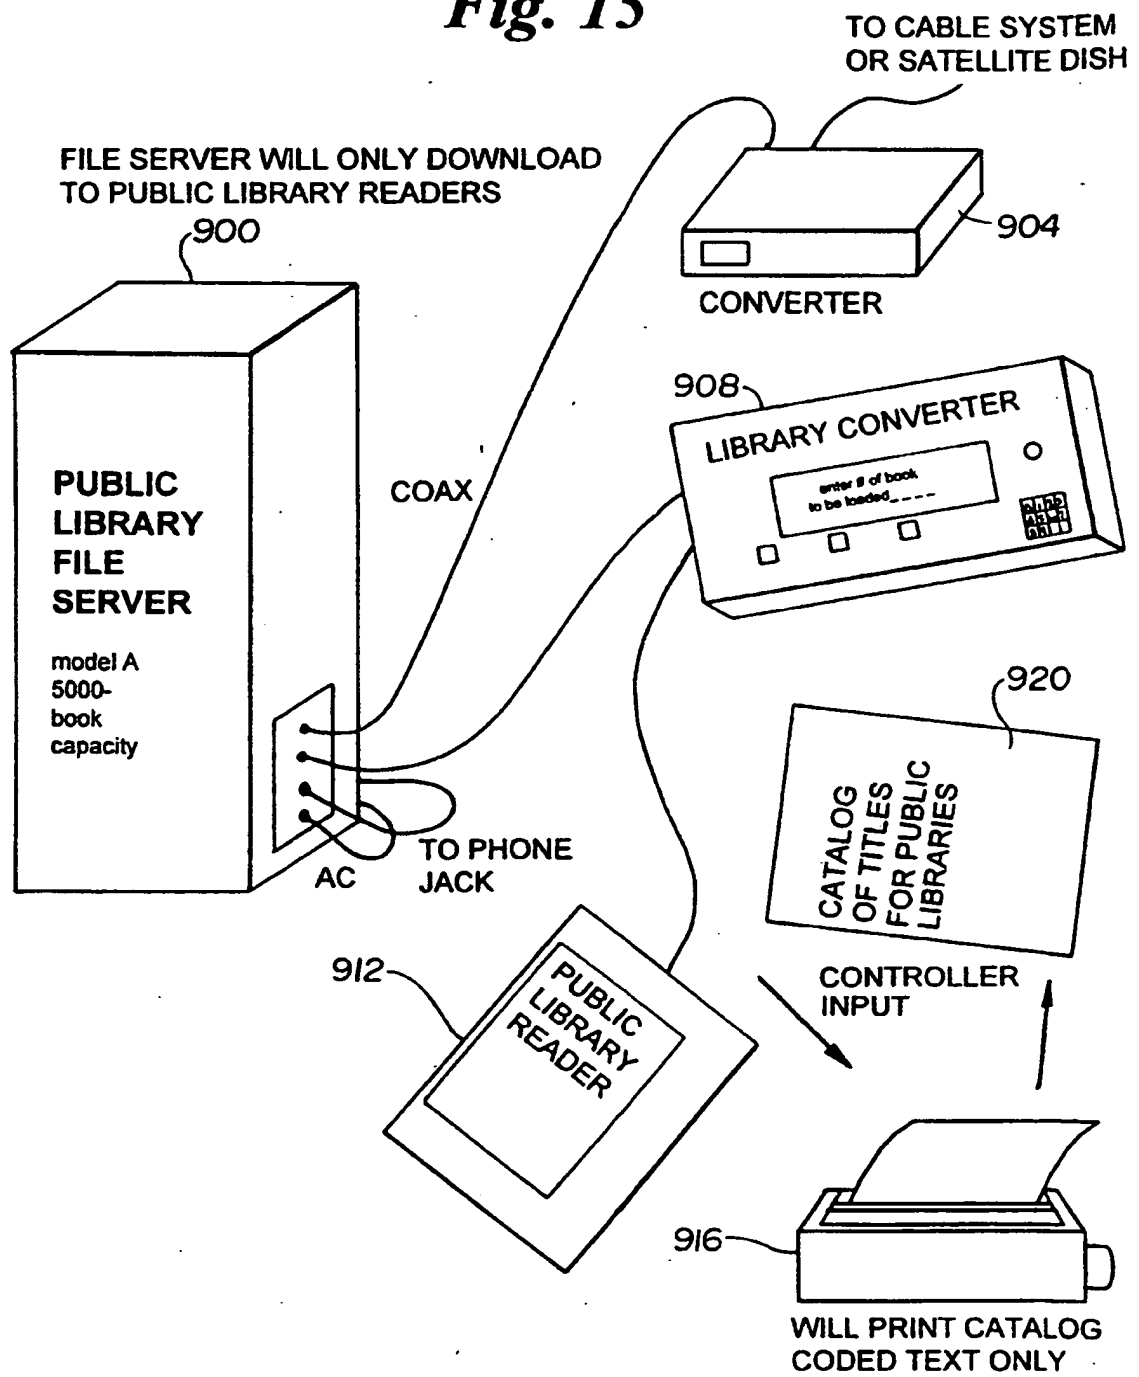 Fig. 15
TO CABLE SYSTEM
OR SATELLITE DISH
FILE SERVER WILL ONLY DOWNLOAD
TO PUBLIC LIBRARY READERS
900
904
CONVERTER
908
LIBRARY CONVERTER
enter # of book
to be loaded_ _ _ _
COAX
PUBLIC
LIBRARY
FILE
SERVER
model A
5000-
book
capacity
AC
TO PHONE
JACK
920
CATALOG
OF TITLES
FOR PUBLIC
LIBRARIES
912
PUBLIC
LIBRARY
READER
CONTROLLER
INPUT
916
WILL PRINT CATALOG
CODED TEXT ONLY